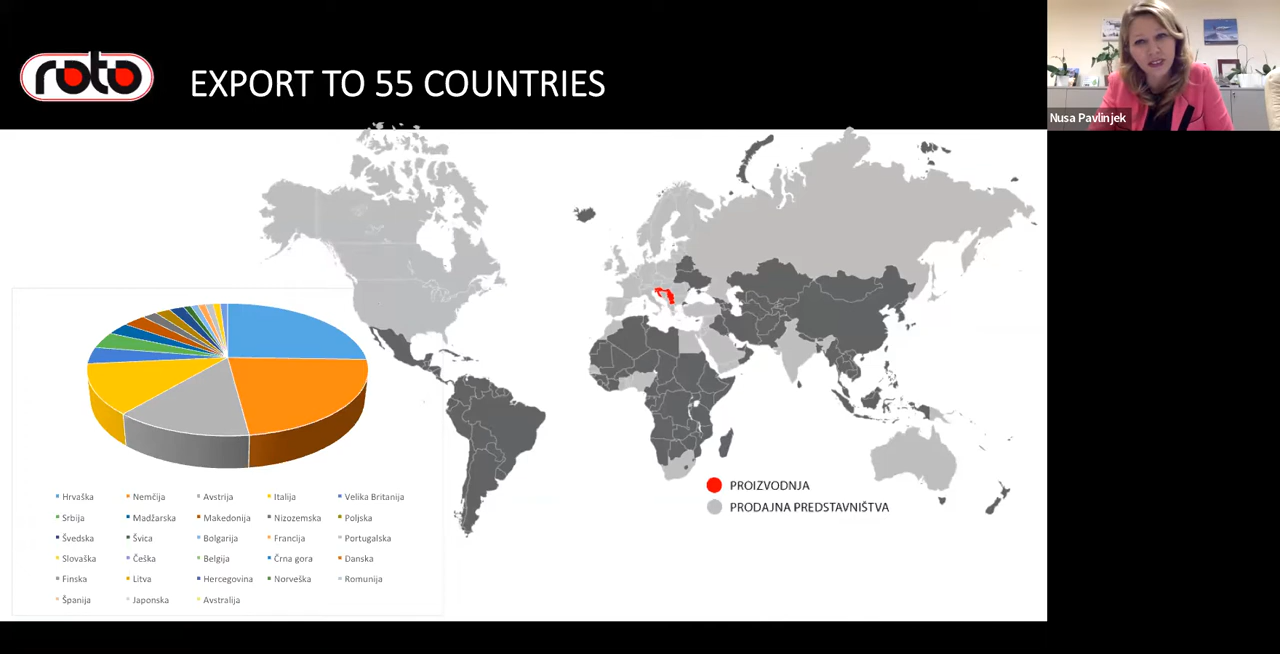 roto
EXPORT TO 55 COUNTRIES
Nusa Pavlinjek
PROIZVODNJA
PRODAJNA PREDSTAVNIŠTVA
Hrvaška Nemčija Avstrija Italija Velika Britanija
Srbija Madžarska Makedonija Nizozemska Poljska
Švedska Švica Bolgarija Francija Portugalska
Slovaška Češka Belgija Črna gora Danska
Finska Litva Hercegovina Norveška Romunija
Španija Japonska Avstralija